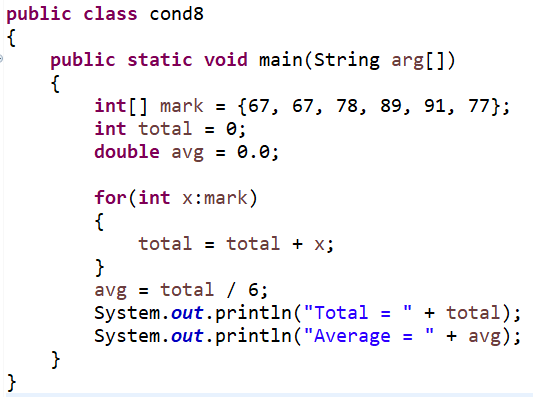 public class cond8
{
    public static void main(String arg[])
    {
        int[] mark = {67, 67, 78, 89, 91, 77};
        int total = 0;
        double avg = 0.0;

        for(int x:mark)
        {
            total = total + x;
        }
        avg = total / 6;
        System.out.println("Total = " + total);
        System.out.println("Average = " + avg);
    }
}